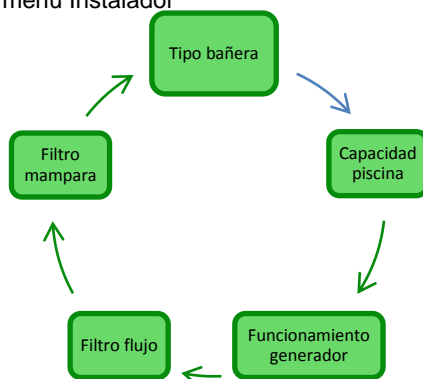 menú Instalador
Tipo bañera
Capacidad
piscina
Funcionamiento
generador
Filtro flujo
Filtro
mampara